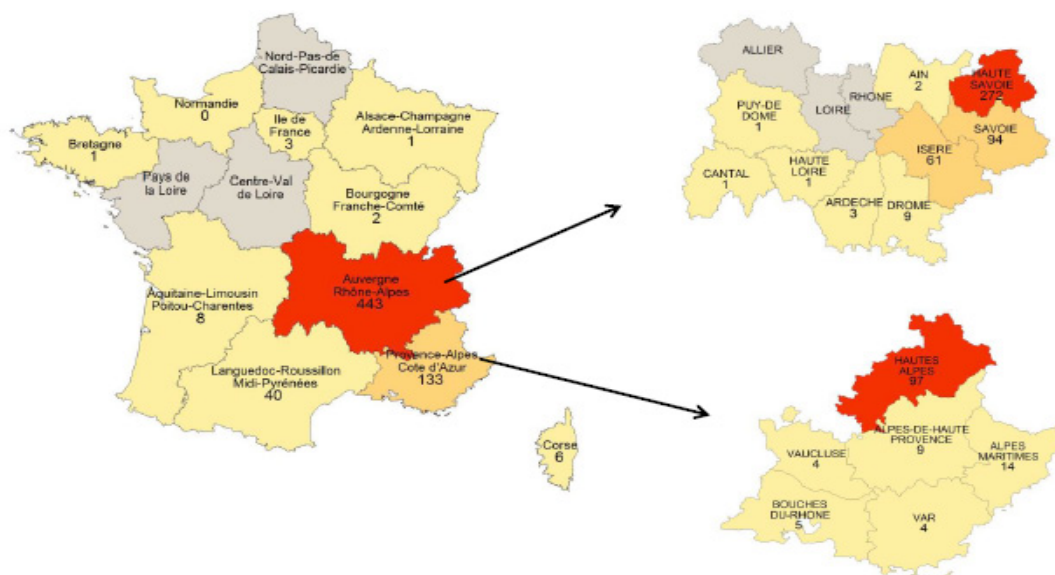 Nord-Pas-de
Calais-Picardie
Normandie
0
Ile de
France
3
Alsace-Champagne
Ardenne-Lorraine
1
Bretagne
1
Pays de
la Loire
Centre-Val
de Loire
Bourgogne
Franche-Comté
2
Auvergne
Rhône-Alpes
443
Aquitaine-Limousin
Poitou-Charentes
8
Languedoc-Roussillon
Midi-Pyrénées
40
Provence-Alpes
Cote d'Azur
133
Corse
6
ALLIER
LOIRE
RHONE
AIN
2
HAUTE
SAVOIE
272
PUY-DE
DOME
1
SAVOIE
94
ISERE
61
CANTAL
1
HAUTE
LOIRE
1
ARDECHE
3
DROME
9
HAUTES
ALPES
97
ALPES-DE-HAUTE
PROVENCE
9
VAUCLUSE
4
ALPES
MARITIMES
14
BOUCHES
DU-RHONE
5
VAR
4